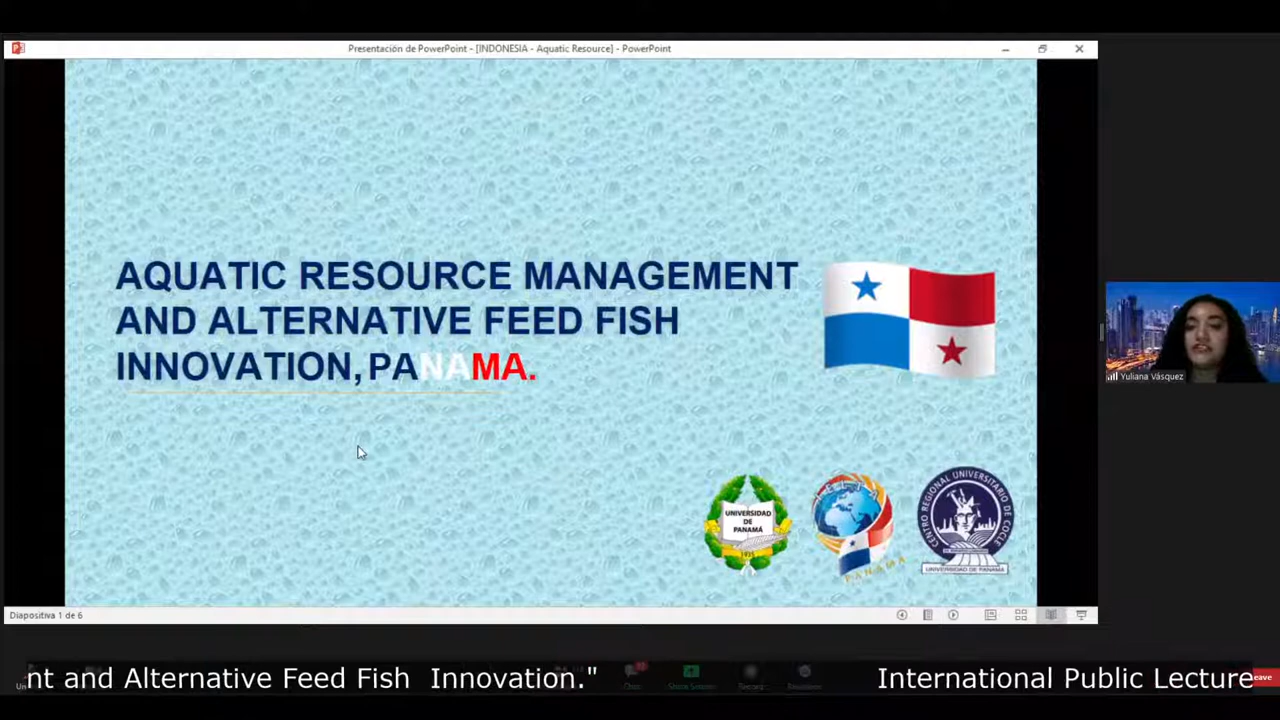 Presentación de PowerPoint - [INDONESIA - Aquatic Resource] - PowerPoint
AQUATIC RESOURCE MANAGEMENT
AND ALTERNATIVE FEED FISH
INNOVATION, PANAMA.
Yuliana Vásquez
UNIVERSIDAD
DE
PANAMÁ
1935
PANAMA
CENTRO REGIONAL UNIVERSITARIO DE COCLÉ
UNIVERSIDAD DE PANAMÁ
Diapositiva 1 de 6
nt and Alternative Feed Fish Innovation."
International Public Lecture